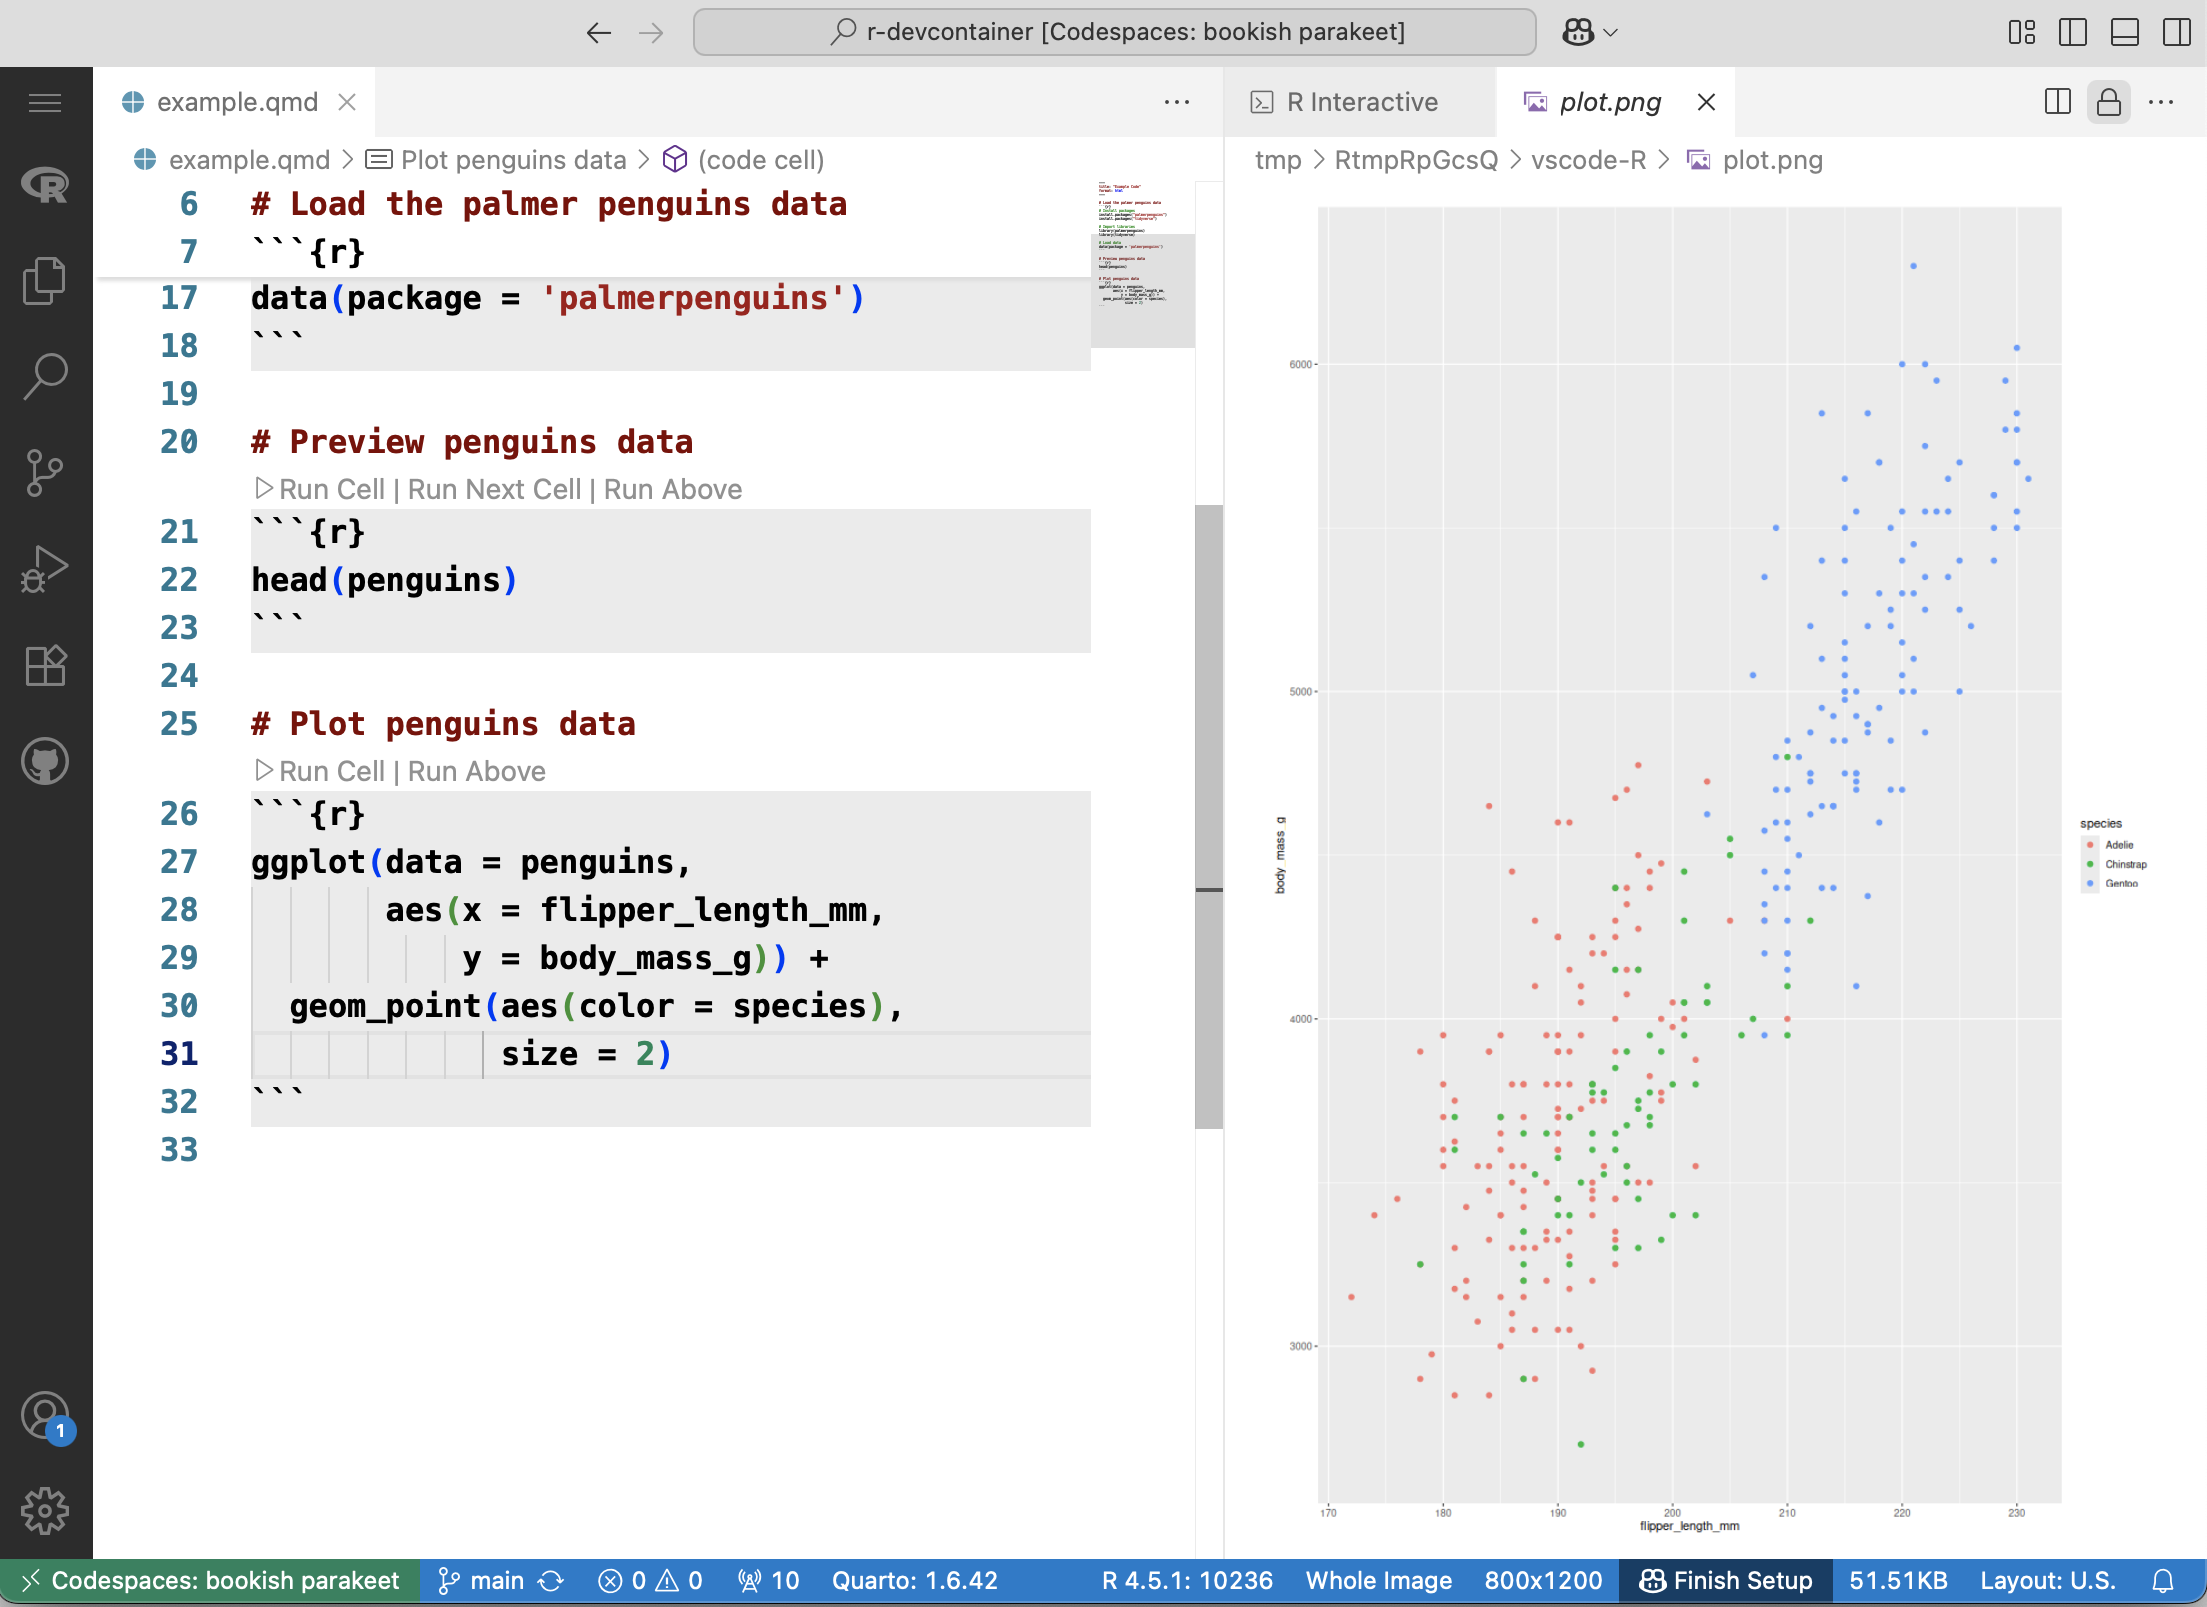 r-devcontainer [Codespaces: bookish parakeet]
example.qmd
example.qmd > Plot penguins data > (code cell)
6 # Load the palmer penguins data
7 ```{r}
17 data(package = 'palmerpenguins')
18 ```
19
20 # Preview penguins data
Run Cell | Run Next Cell | Run Above
21 ```{r}
22 head(penguins)
23 ```
24
25 # Plot penguins data
Run Cell | Run Above
26 ```{r}
27 ggplot(data = penguins,
28 aes(x = flipper_length_mm,
29 y = body_mass_g)) +
30 geom_point(aes(color = species),
31 size = 2)
32 ```
33
R Interactive
plot.png
tmp > RtmpRpGcsQ > vscode-R > plot.png
6000
5000
4000
3000
body_mass_g
170 180 190 200 210 220 230
flipper_length_mm
species
Adelie
Chinstrap
Gentoo
1
Codespaces: bookish parakeet main 0 0 10 Quarto: 1.6.42 R 4.5.1: 10236 Whole Image 800x1200 Finish Setup 51.51KB Layout: U.S.